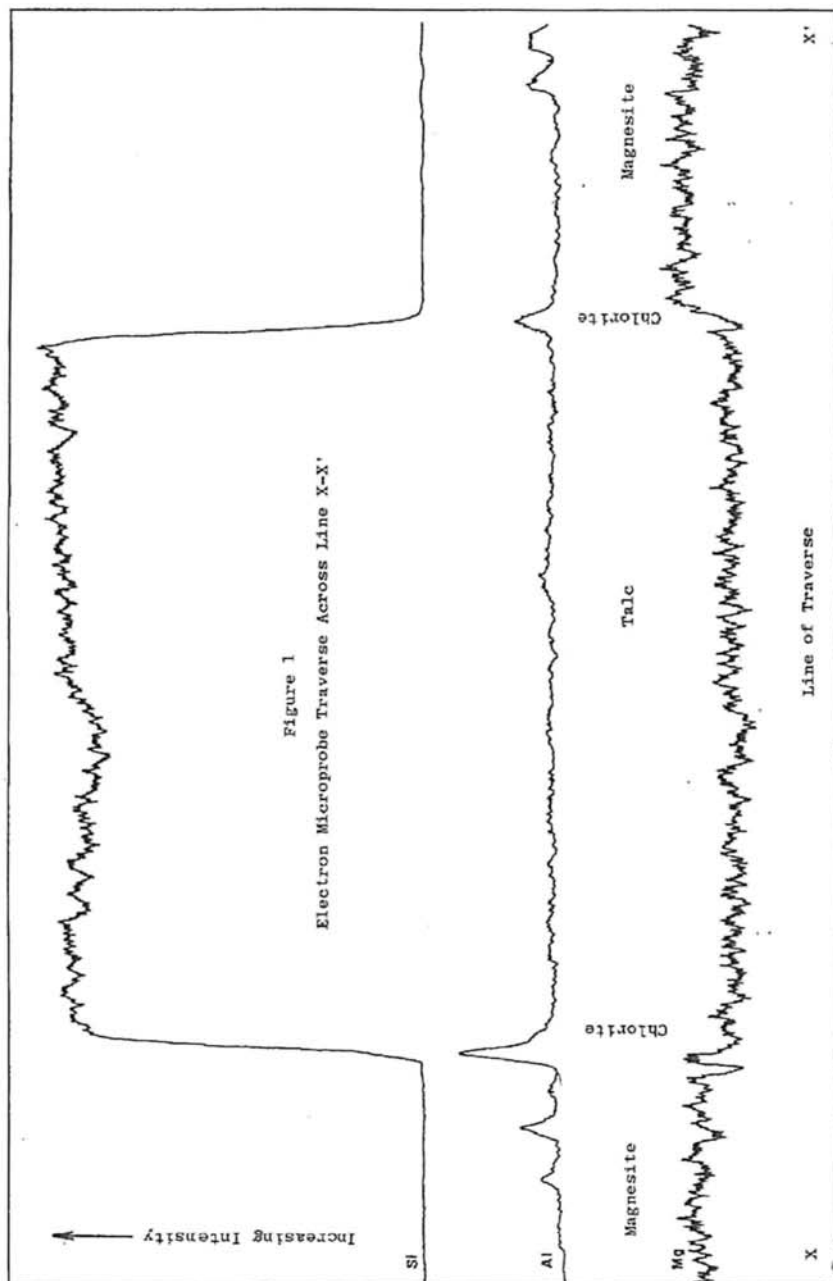 Increasing Intensity
Si
Al
Mg
Figure 1
Electron Microprobe Traverse Across Line X-X'
Magnesite
Chlorite
Talc
Chlorite
Magnesite
X
Line of Traverse
X'